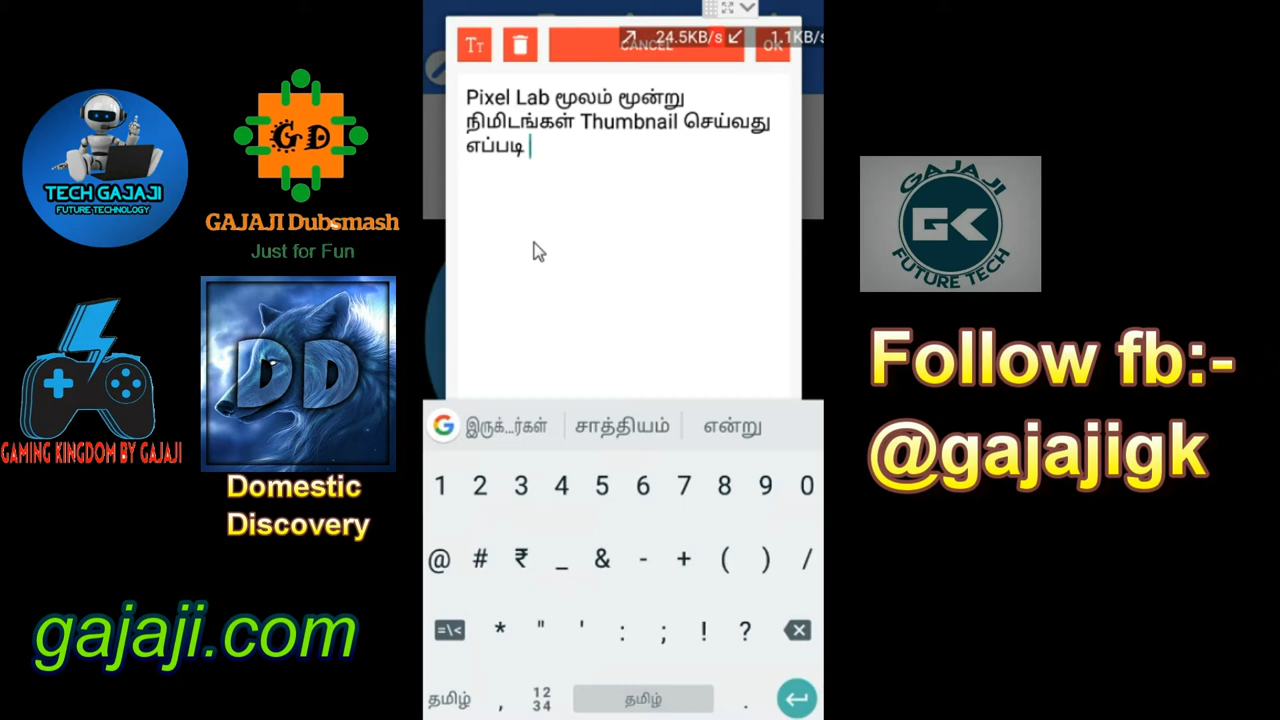 TECH GAJAJI
FUTURE TECHNOLOGY
GD
GAJAJI Dubsmash
Just for Fun
GAMING KINGDOM BY GAJAJI
DD
Domestic
Discovery
gajaji.com
Tт
24.5KB/s
1.1KB/s
CANCEL
OK
Pixel Lab மூலம் மூன்று
நிமிடங்கள் Thumbnail செய்வது
எப்படி
G இருக்...ர்கள் சாத்தியம் என்று
1 2 3 4 5 6 7 8 9 0
@ # ₹ _ & - + ( ) /
=\< * " ' : ; ! ?
தமிழ் , 12 34 தமிழ் .
GAJAJI
GK
FUTURE TECH
Follow fb:-
@gajajigk